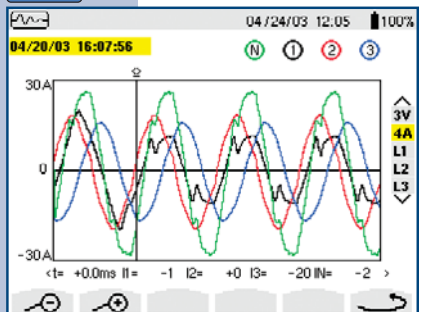 04/24/03 12:05 100%
04/20/03 16:07:56 N 1 2 3
30A
3V
4A
L1
L2
L3
0
-30A
<t= +0.0ms I1= -1 I2= +0 I3= -20 IN= -2 >